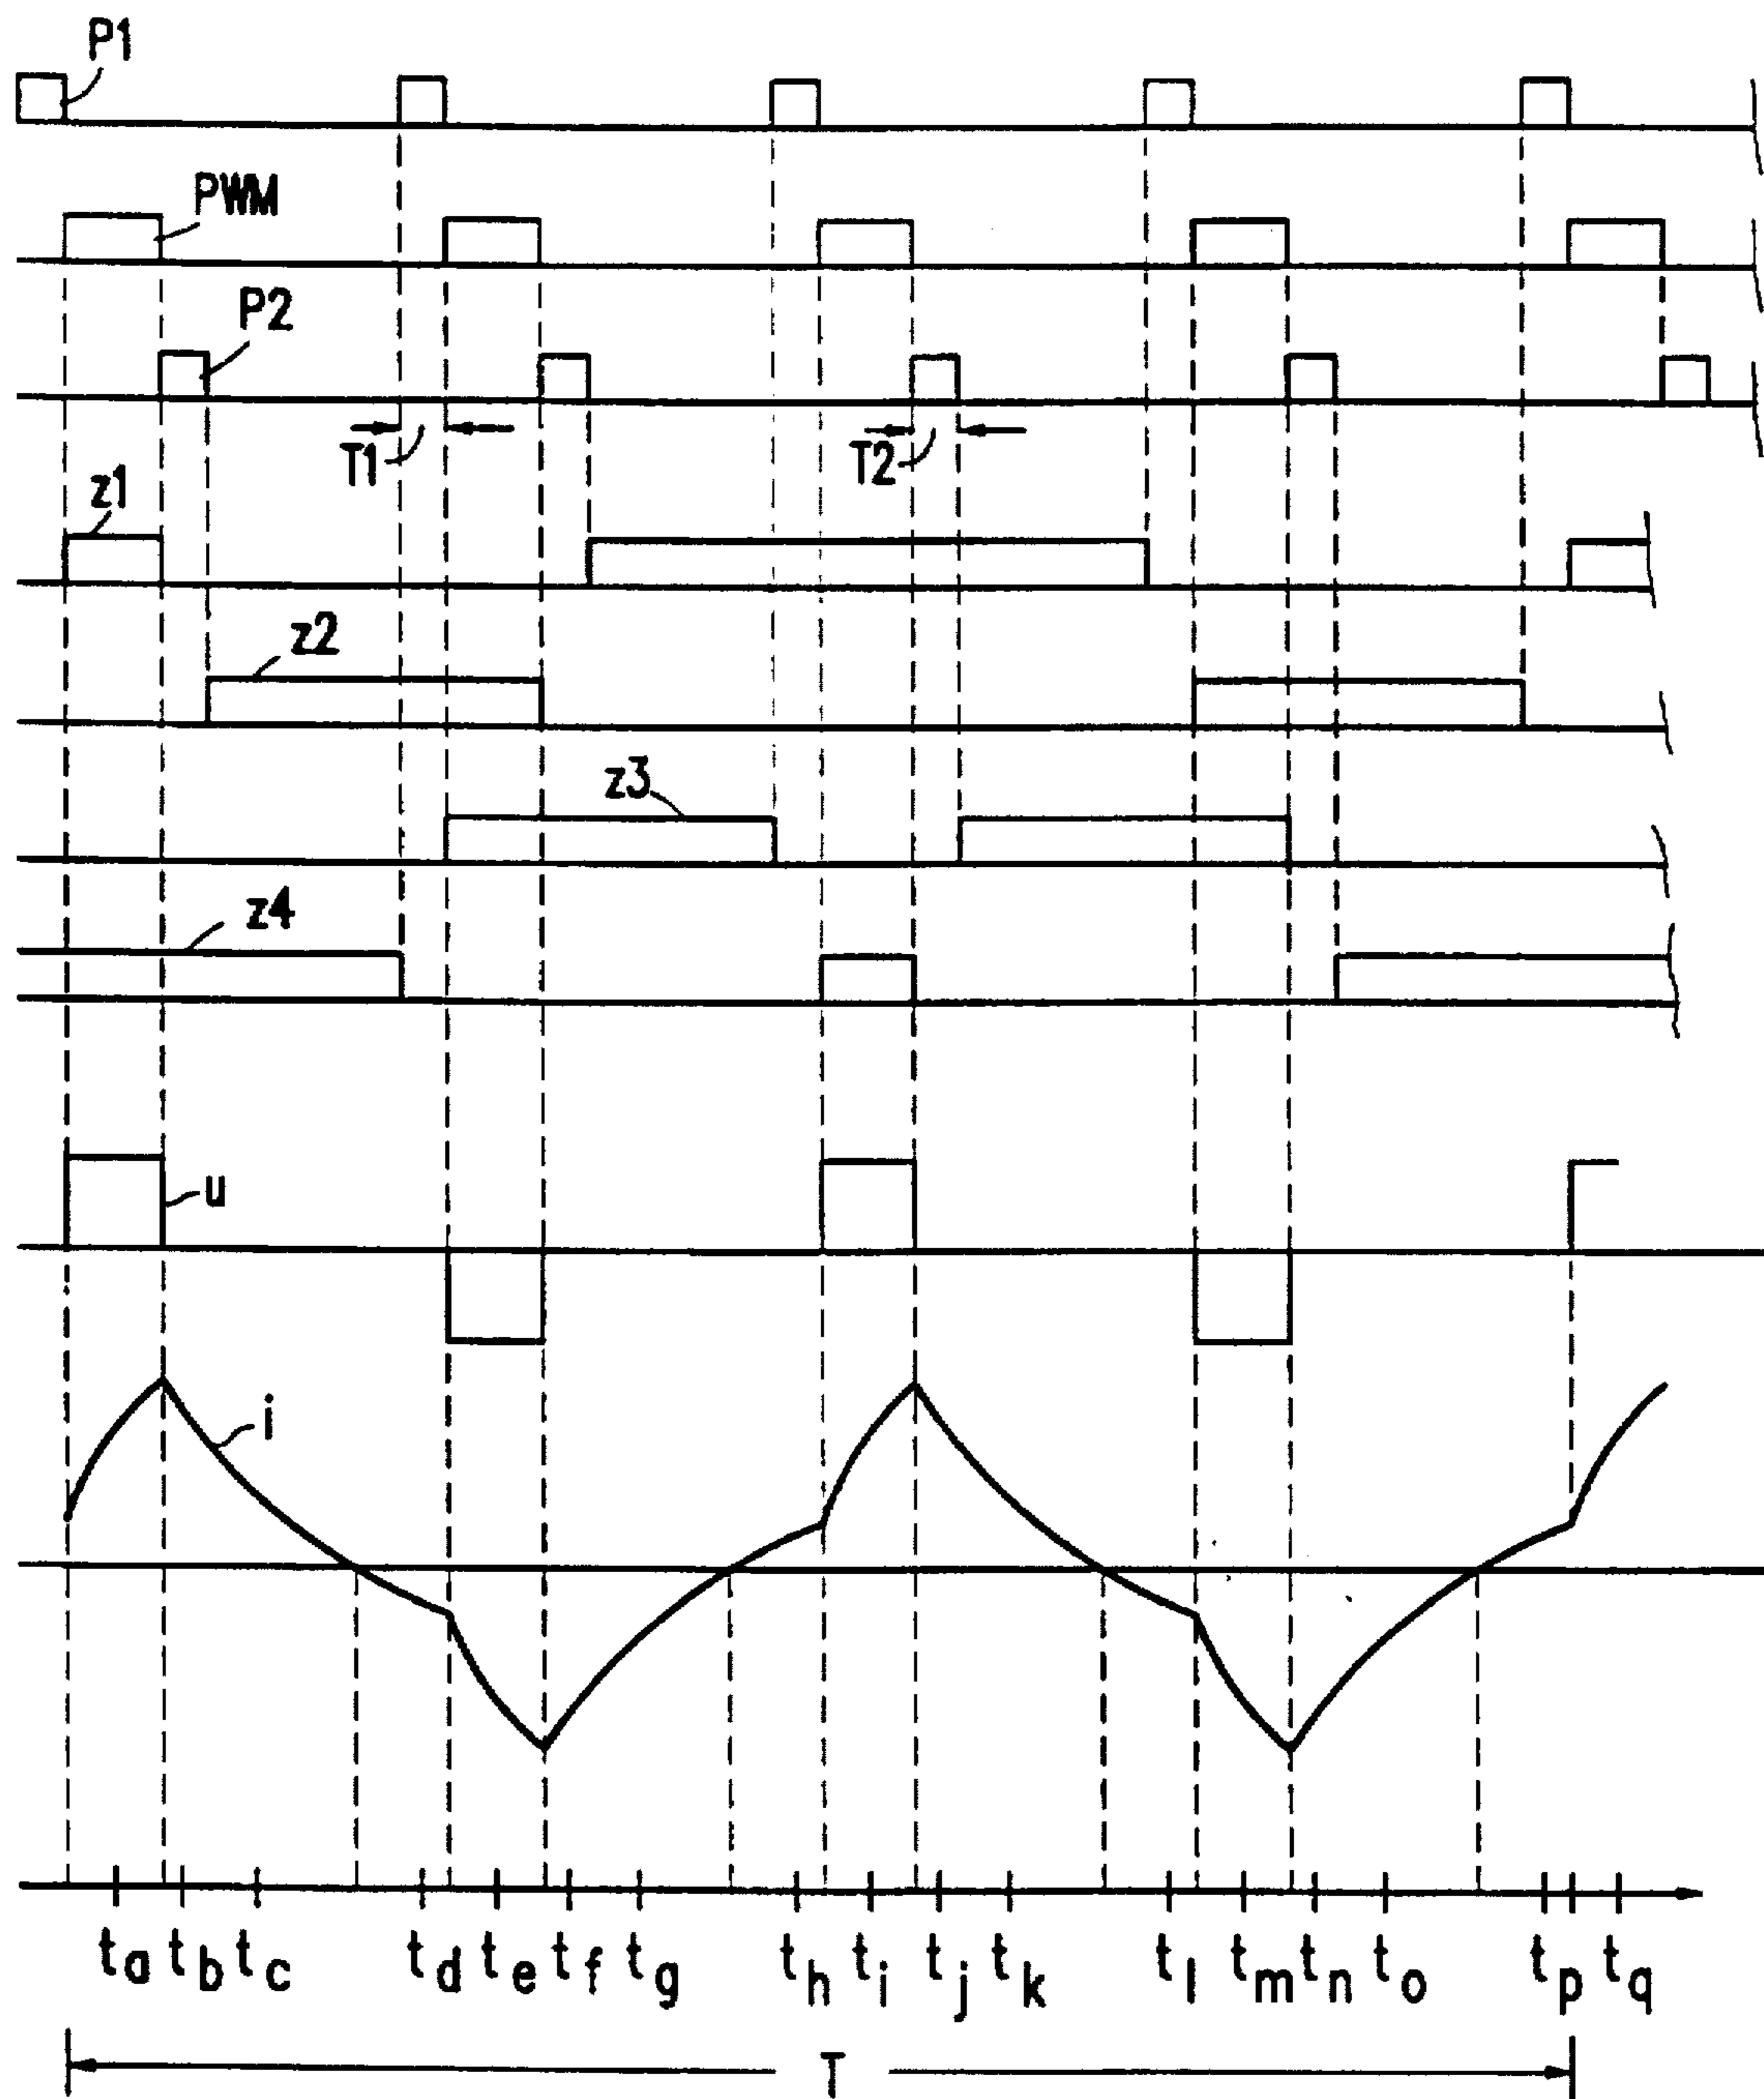 P1
PWM
P2
T1
T2
z1
z2
z3
z4
u
i
ta tb tc td te tf tg th ti tj tk tl tm tn to tp tq
T